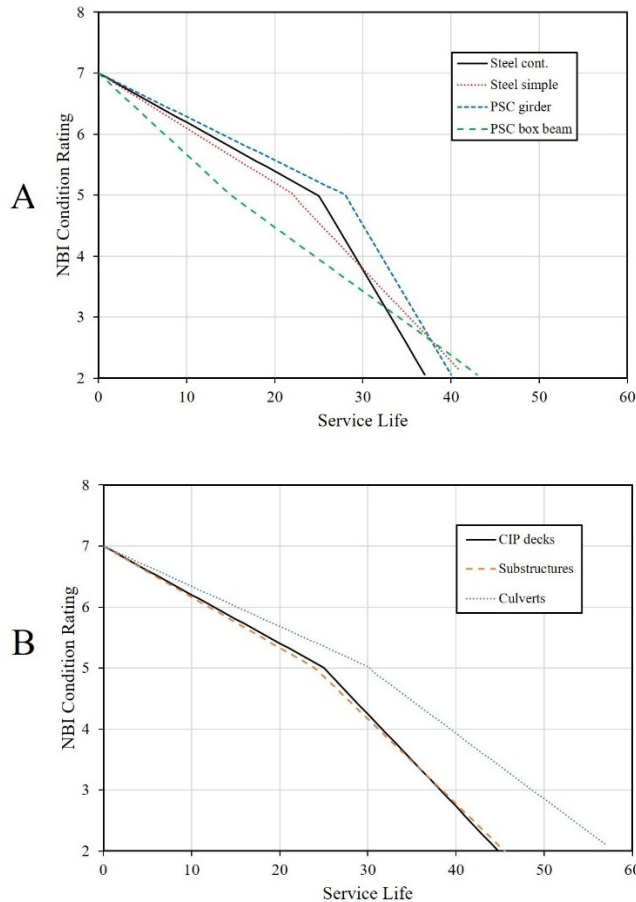 A
NBI Condition Rating
8
7
6
5
4
3
2
Steel cont.
Steel simple
PSC girder
PSC box beam
0 10 20 30 40 50 60
Service Life
B
NBI Condition Rating
8
7
6
5
4
3
2
CIP decks
Substructures
Culverts
0 10 20 30 40 50 60
Service Life